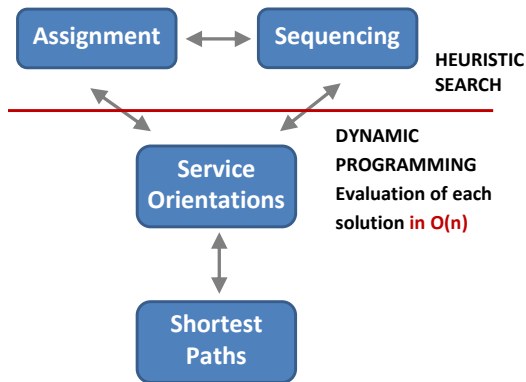 Assignment
Sequencing
HEURISTIC
SEARCH
DYNAMIC
PROGRAMMING
Evaluation of each
solution in O(n)
Service
Orientations
Shortest
Paths